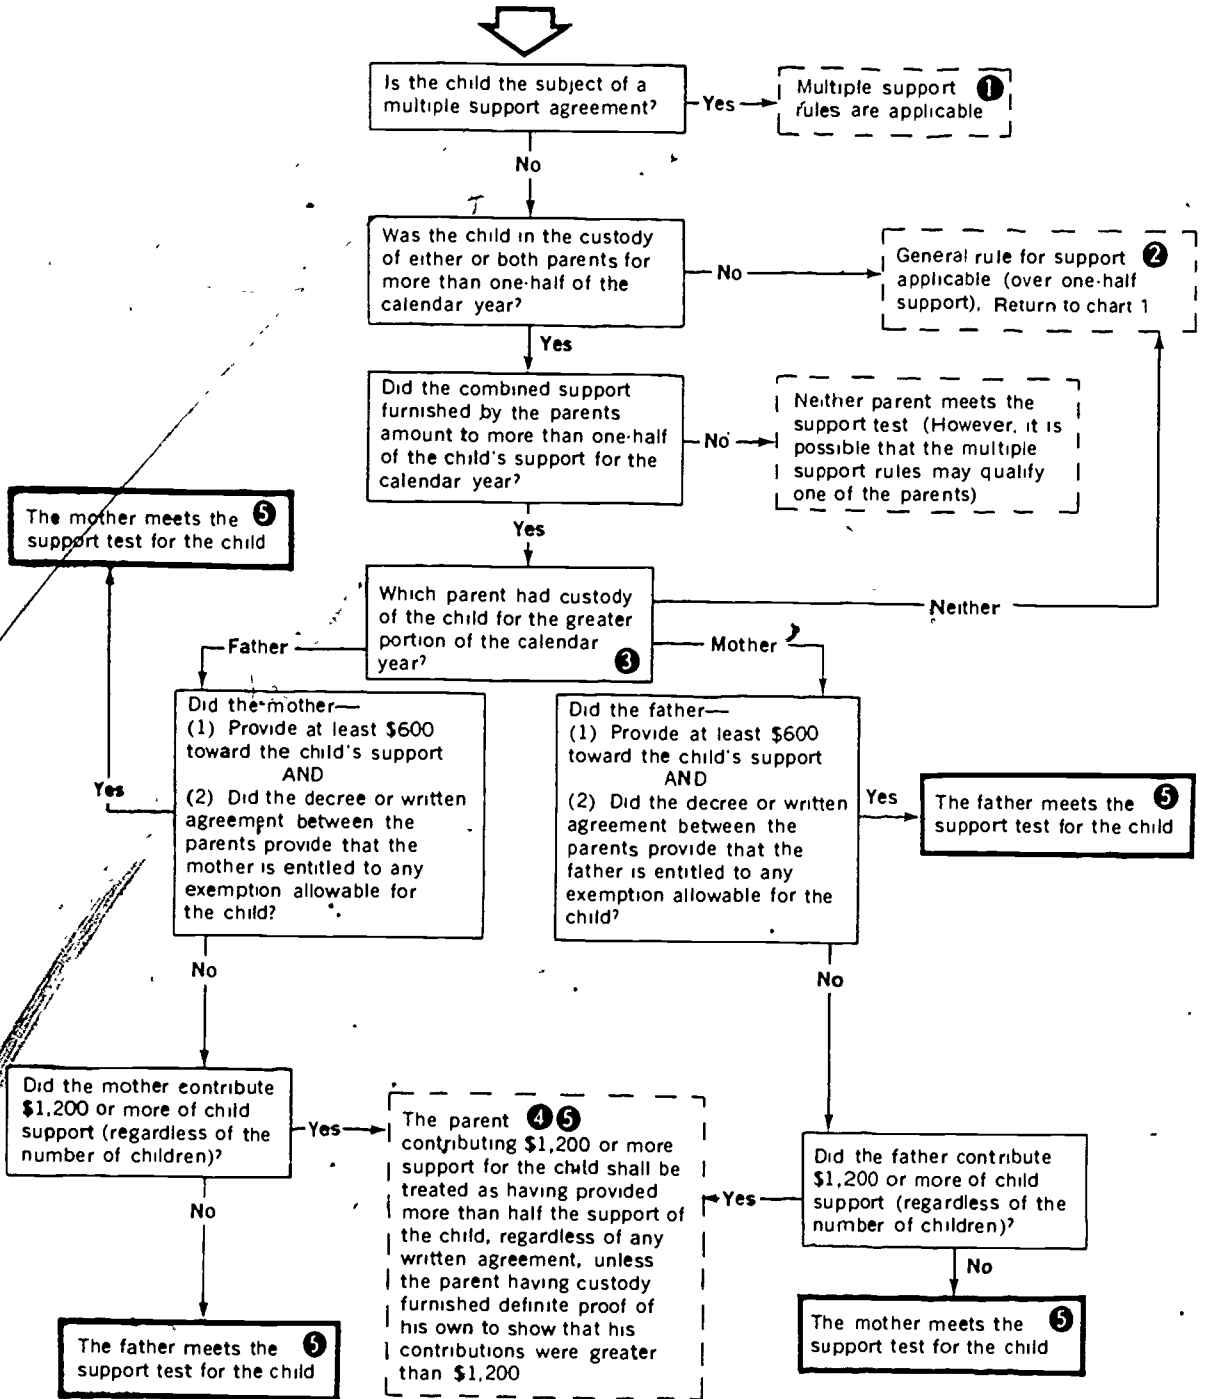 Is the child the subject of a
multiple support agreement?
Yes
Multiple support 1
rules are applicable
No
Was the child in the custody
of either or both parents for
more than one-half of the
calendar year?
No
General rule for support 2
applicable (over one-half
support). Return to chart 1
Yes
Did the combined support
furnished by the parents
amount to more than one-half
of the child's support for the
calendar year?
No
Neither parent meets the
support test (However, it is
possible that the multiple
support rules may qualify
one of the parents)
Yes
The mother meets the 5
support test for the child
Which parent had custody
of the child for the greater
portion of the calendar
year? 3
Neither
Father
Mother
Did the mother—
(1) Provide at least $600
toward the child's support
AND
(2) Did the decree or written
agreement between the
parents provide that the
mother is entitled to any
exemption allowable for
the child?
Yes
Did the father—
(1) Provide at least $600
toward the child's support
AND
(2) Did the decree or written
agreement between the
parents provide that the
father is entitled to any
exemption allowable for the
child?
Yes
The father meets the 5
support test for the child
No
No
Did the mother contribute
$1,200 or more of child
support (regardless of the
number of children)?
Yes
The parent 4 5
contributing $1,200 or more
support for the child shall be
treated as having provided
more than half the support of
the child, regardless of any
written agreement, unless
the parent having custody
furnished definite proof of
his own to show that his
contributions were greater
than $1,200
Yes
Did the father contribute
$1,200 or more of child
support (regardless of the
number of children)?
No
No
The father meets the 5
support test for the child
The mother meets the 5
support test for the child